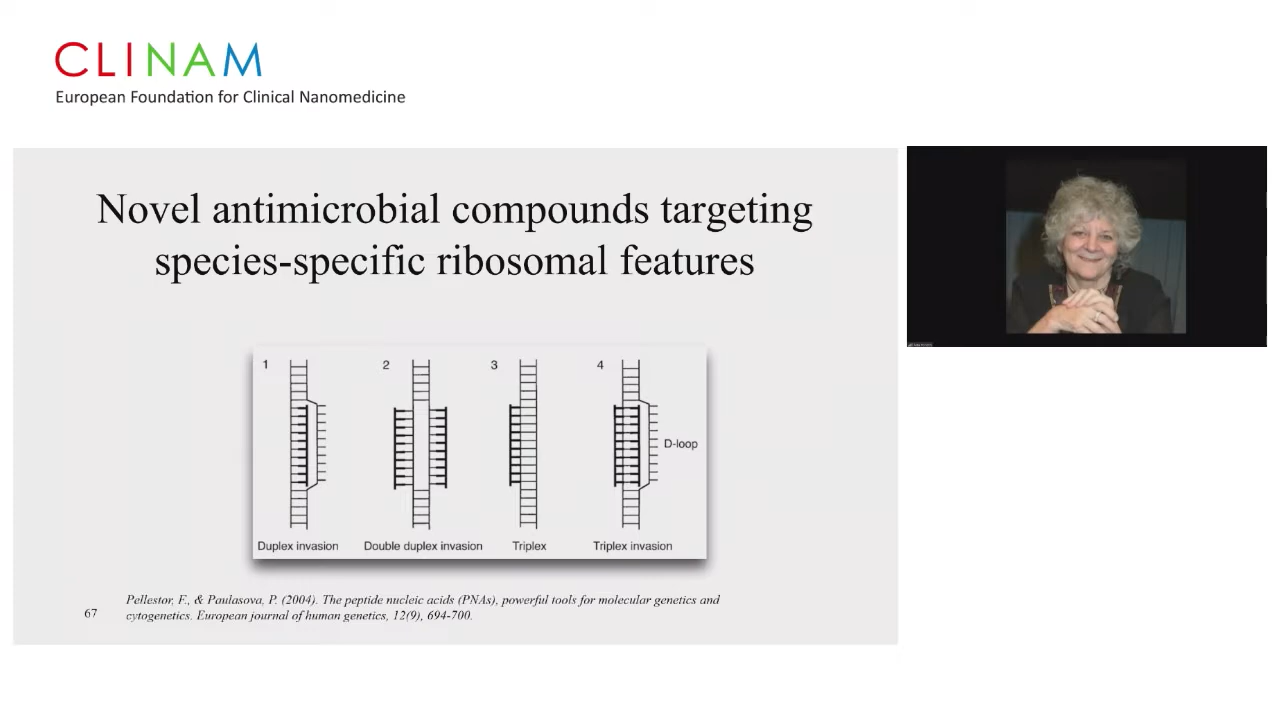 CLINAM
European Foundation for Clinical Nanomedicine
Novel antimicrobial compounds targeting
species-specific ribosomal features
1 2 3 4
D-loop
Duplex invasion Double duplex invasion Triplex Triplex invasion
Pellestor, F., & Paulasova, P. (2004). The peptide nucleic acids (PNAs), powerful tools for molecular genetics and
67 cytogenetics. European journal of human genetics, 12(9), 694-700.